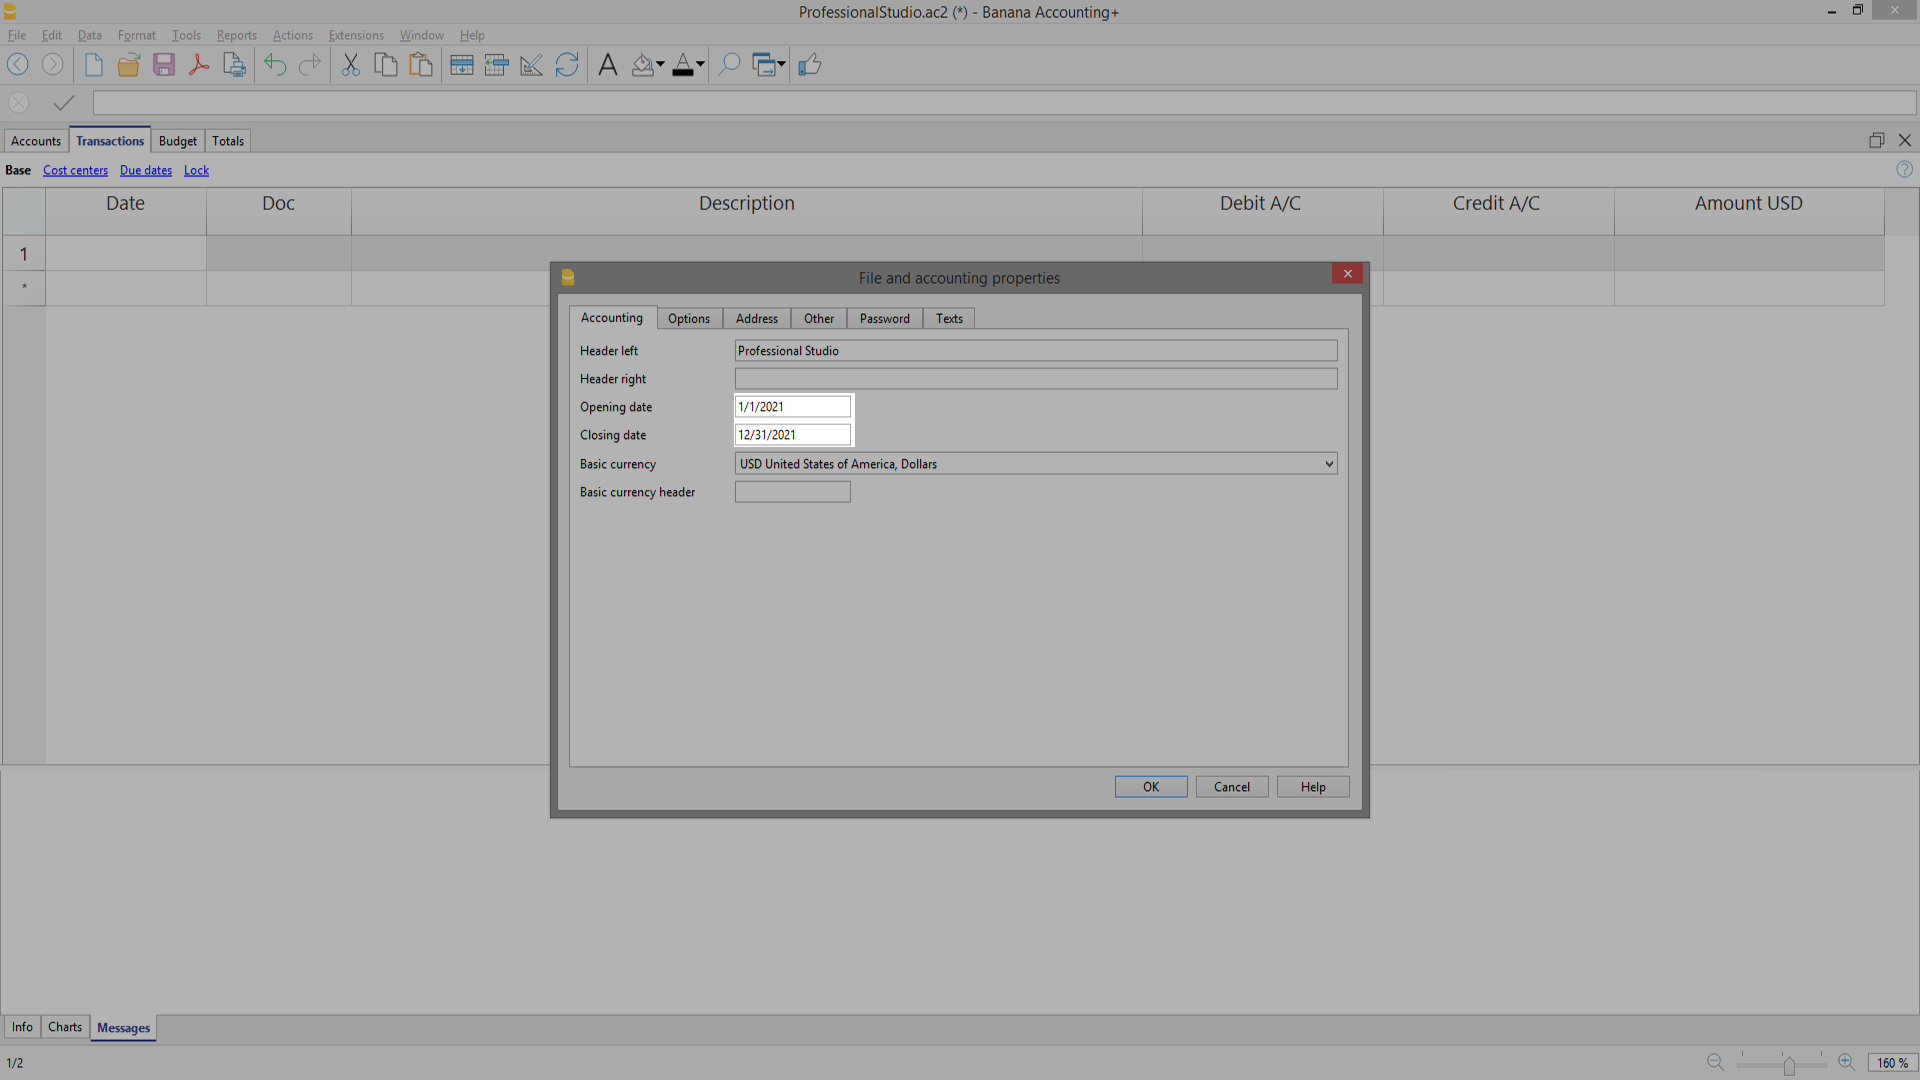 ProfessionalStudio.ac2 (*) - Banana Accounting+
File Edit Data Format Tools Reports Actions Extensions Window Help
Accounts Transactions Budget Totals
Base Cost centers Due dates Lock
Date Doc Description Debit A/C Credit A/C Amount USD
1
*
File and accounting properties
Accounting Options Address Other Password Texts
Header left Professional Studio
Header right
Opening date 1/1/2021
Closing date 12/31/2021
Basic currency USD United States of America, Dollars
Basic currency header
OK Cancel Help
Info Charts Messages
1/2 160 %